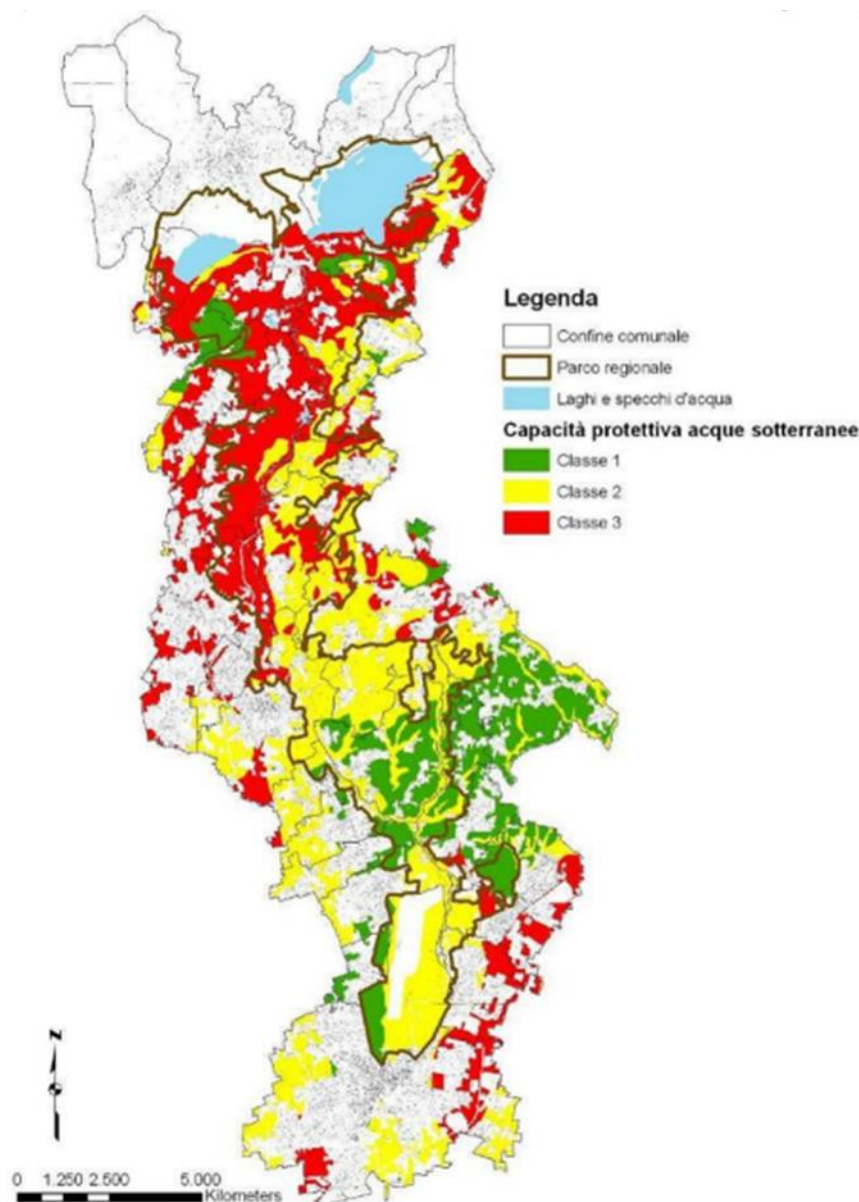 Legenda
Confine comunale
Parco regionale
Laghi e specchi d'acqua
Capacità protettiva acque sotterranee
Classe 1
Classe 2
Classe 3
N
0 1.250 2.500 5.000
Kilometers